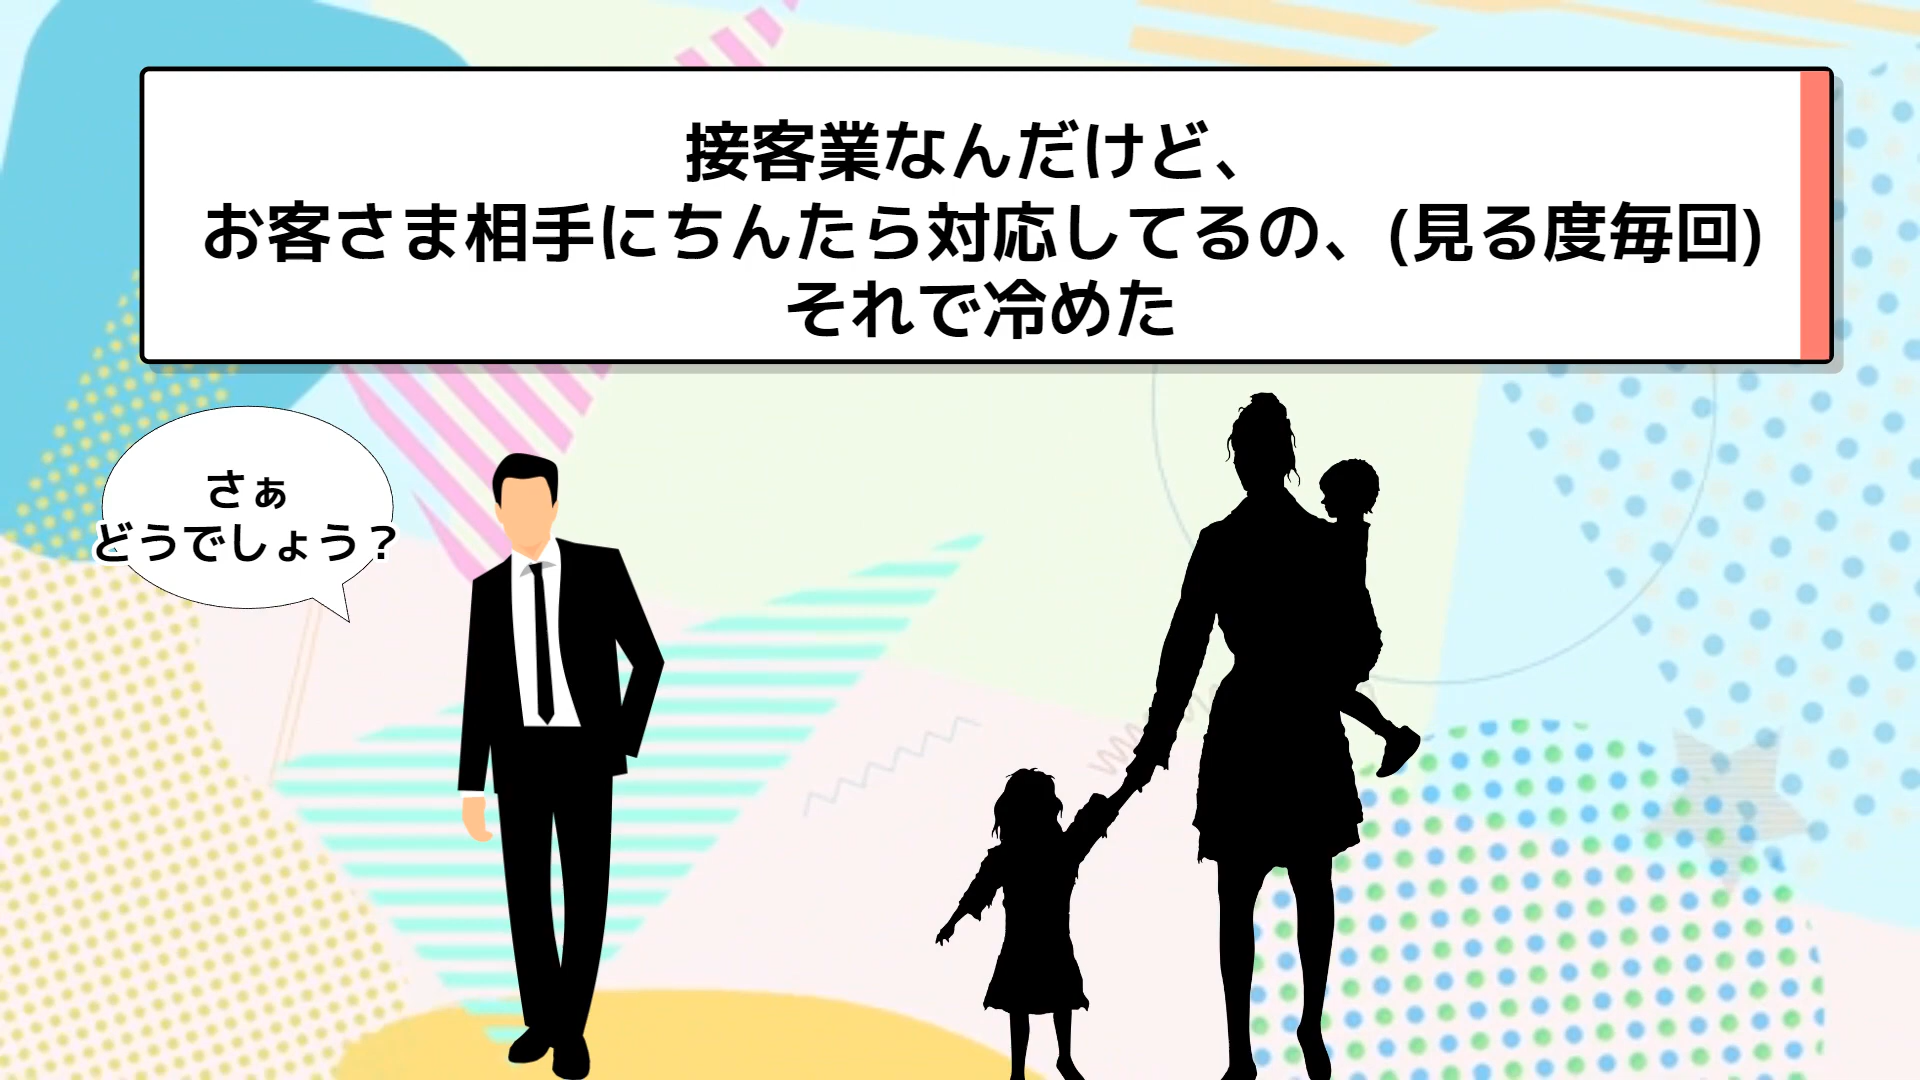 接客業なんだけど、
お客さま相手にちんたら対応してるの、(見る度毎回)
それで冷めた
さぁ
どうでしょう？